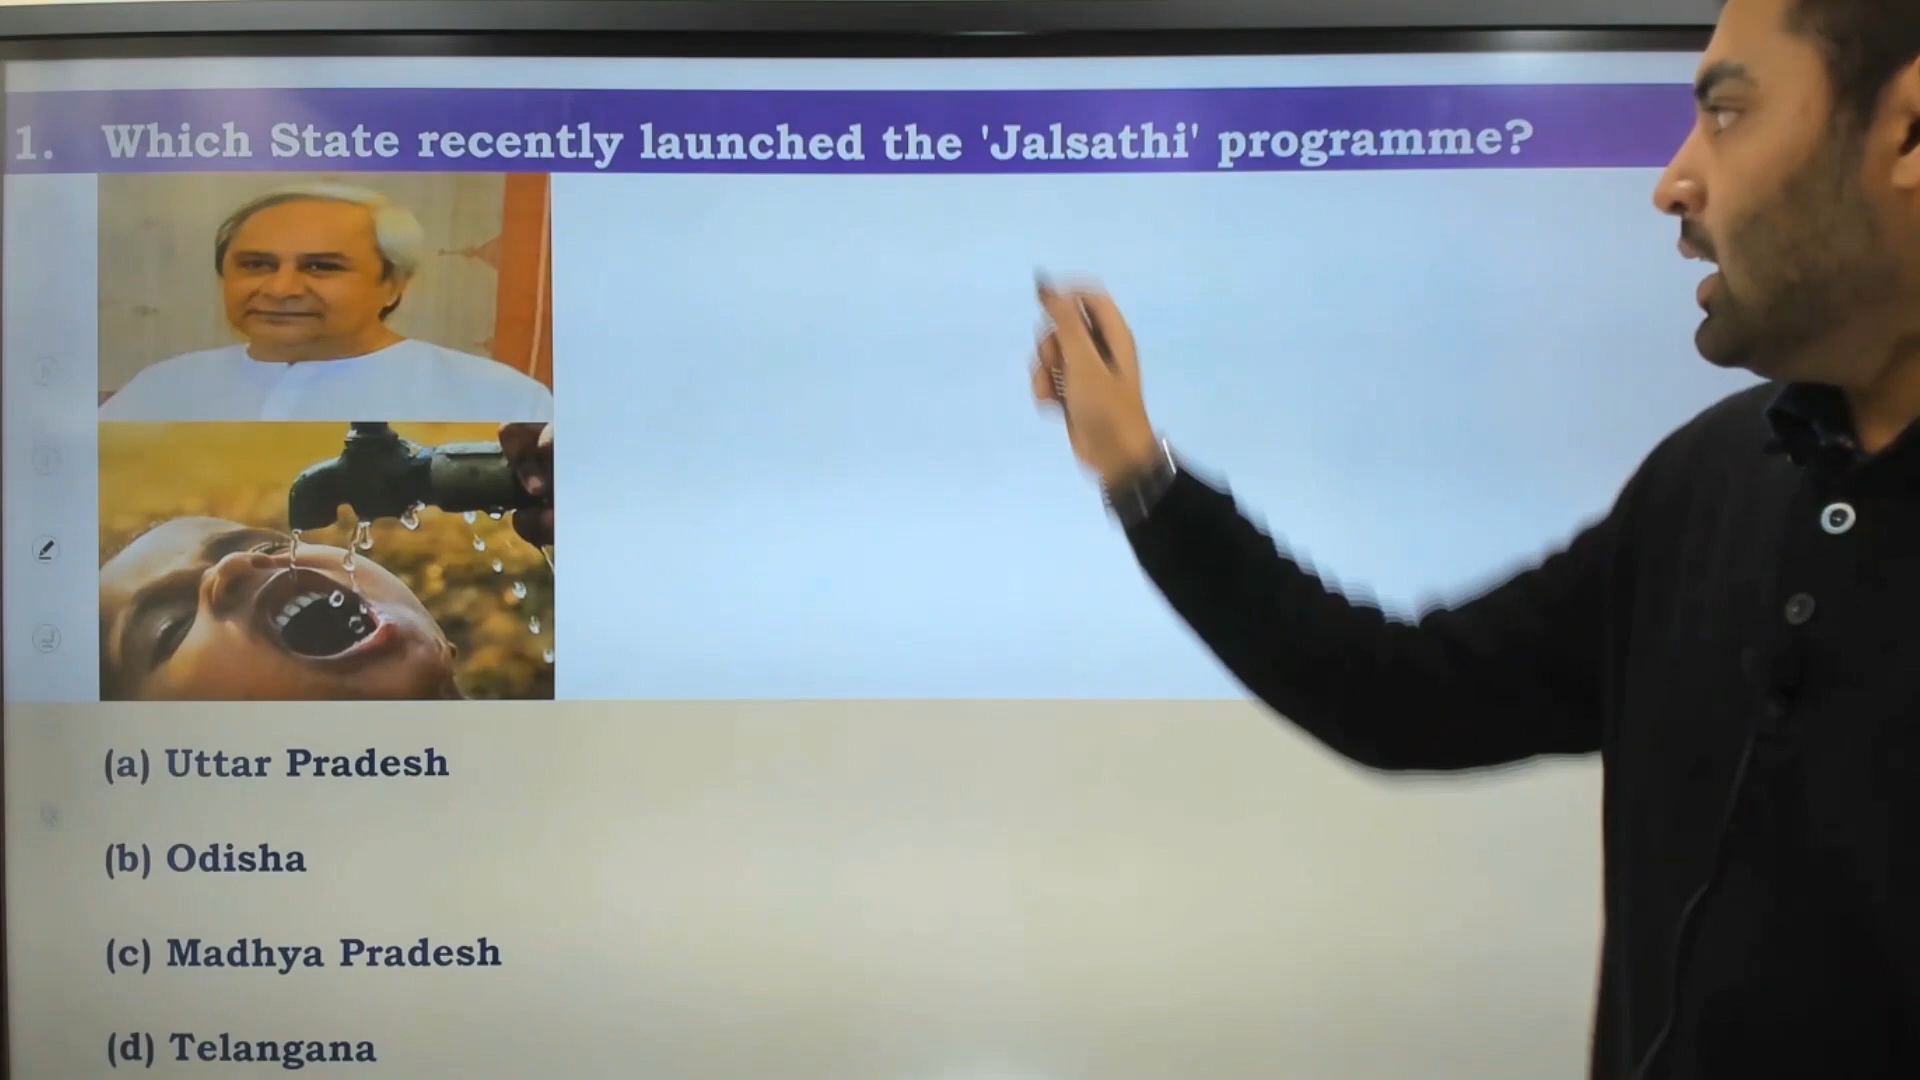 1. Which State recently launched the 'Jalsathi' programme?
(a) Uttar Pradesh
(b) Odisha
(c) Madhya Pradesh
(d) Telangana